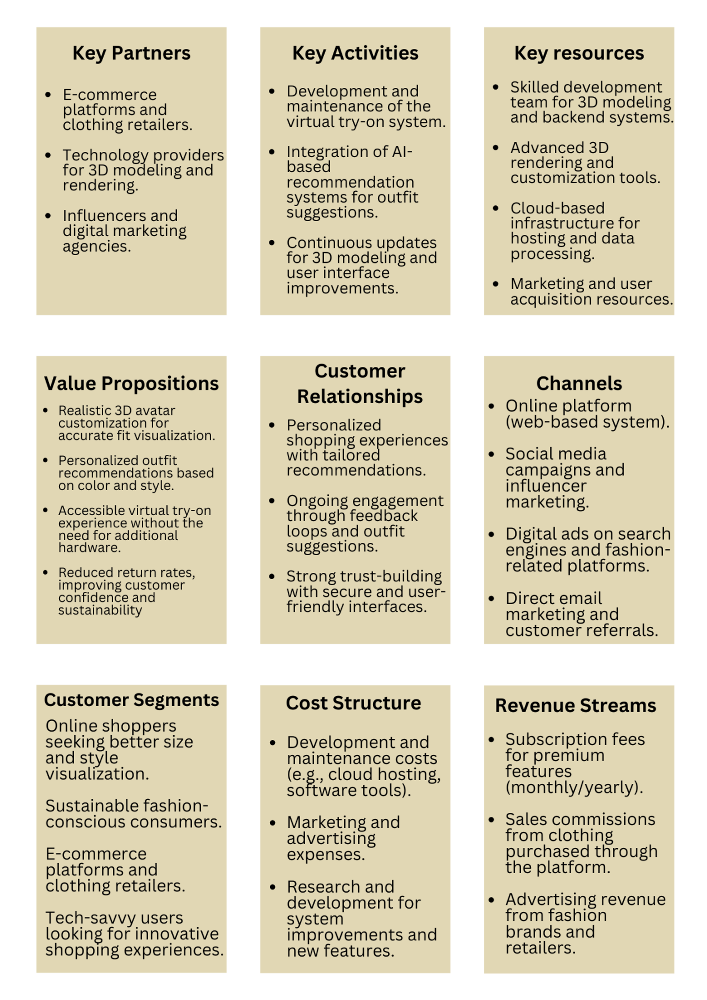 Key Partners
• E-commerce
platforms and
clothing retailers.
• Technology providers
for 3D modeling and
rendering.
• Influencers and
digital marketing
agencies.
Key Activities
• Development and
maintenance of the
virtual try-on system.
• Integration of AI-
based
recommendation
systems for outfit
suggestions.
• Continuous updates
for 3D modeling and
user interface
improvements.
Key resources
• Skilled development
team for 3D modeling
and backend systems.
• Advanced 3D
rendering and
customization tools.
• Cloud-based
infrastructure for
hosting and data
processing.
• Marketing and user
acquisition resources.
Value Propositions
• Realistic 3D avatar
customization for
accurate fit visualization.
• Personalized outfit
recommendations based
on color and style.
• Accessible virtual try-on
experience without the
need for additional
hardware.
• Reduced return rates,
improving customer
confidence and
sustainability
Customer
Relationships
• Personalized
shopping experiences
with tailored
recommendations.
• Ongoing engagement
through feedback
loops and outfit
suggestions.
• Strong trust-building
with secure and user-
friendly interfaces.
Channels
• Online platform
(web-based system).
• Social media
campaigns and
influencer
marketing.
• Digital ads on search
engines and fashion-
related platforms.
• Direct email
marketing and
customer referrals.
Customer Segments
Online shoppers
seeking better size
and style
visualization.
Sustainable fashion-
conscious consumers.
E-commerce
platforms and
clothing retailers.
Tech-savvy users
looking for innovative
shopping experiences.
Cost Structure
• Development and
maintenance costs
(e.g., cloud hosting,
software tools).
• Marketing and
advertising
expenses.
• Research and
development for
system
improvements and
new features.
Revenue Streams
• Subscription fees
for premium
features
(monthly/yearly).
• Sales commissions
from clothing
purchased through
the platform.
• Advertising revenue
from fashion
brands and
retailers.